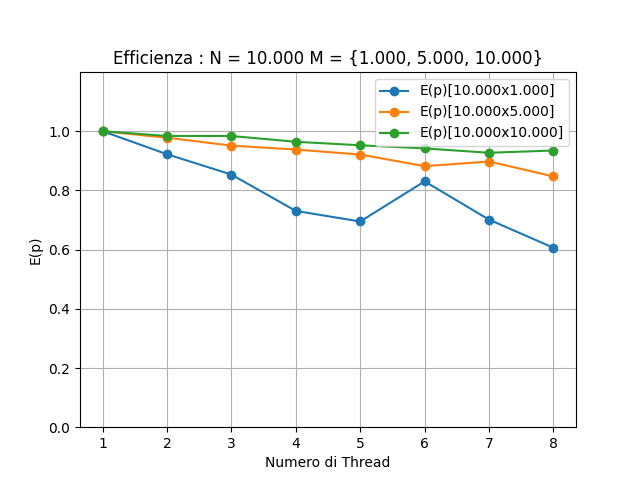 Efficienza : N = 10.000 M = {1.000, 5.000, 10.000}
E(p)[10.000x1.000]
E(p)[10.000x5.000]
E(p)[10.000x10.000]
1.0
0.8
0.6
0.4
0.2
0.0
E(p)
1 2 3 4 5 6 7 8
Numero di Thread